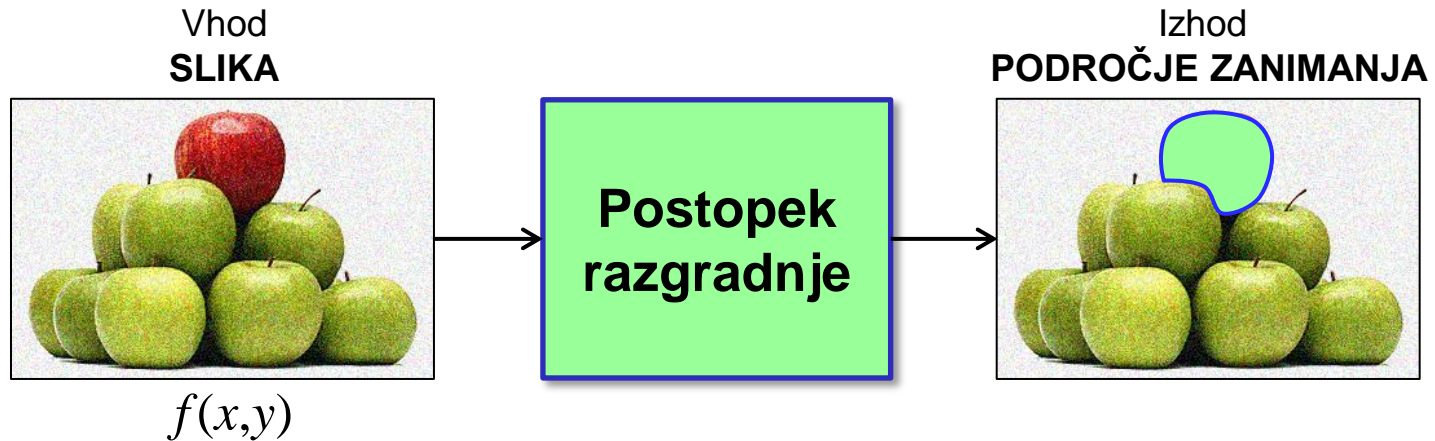 Vhod
SLIKA
Izhod
PODROČJE ZANIMANJA
Postopek
razgradnje
f(x,y)